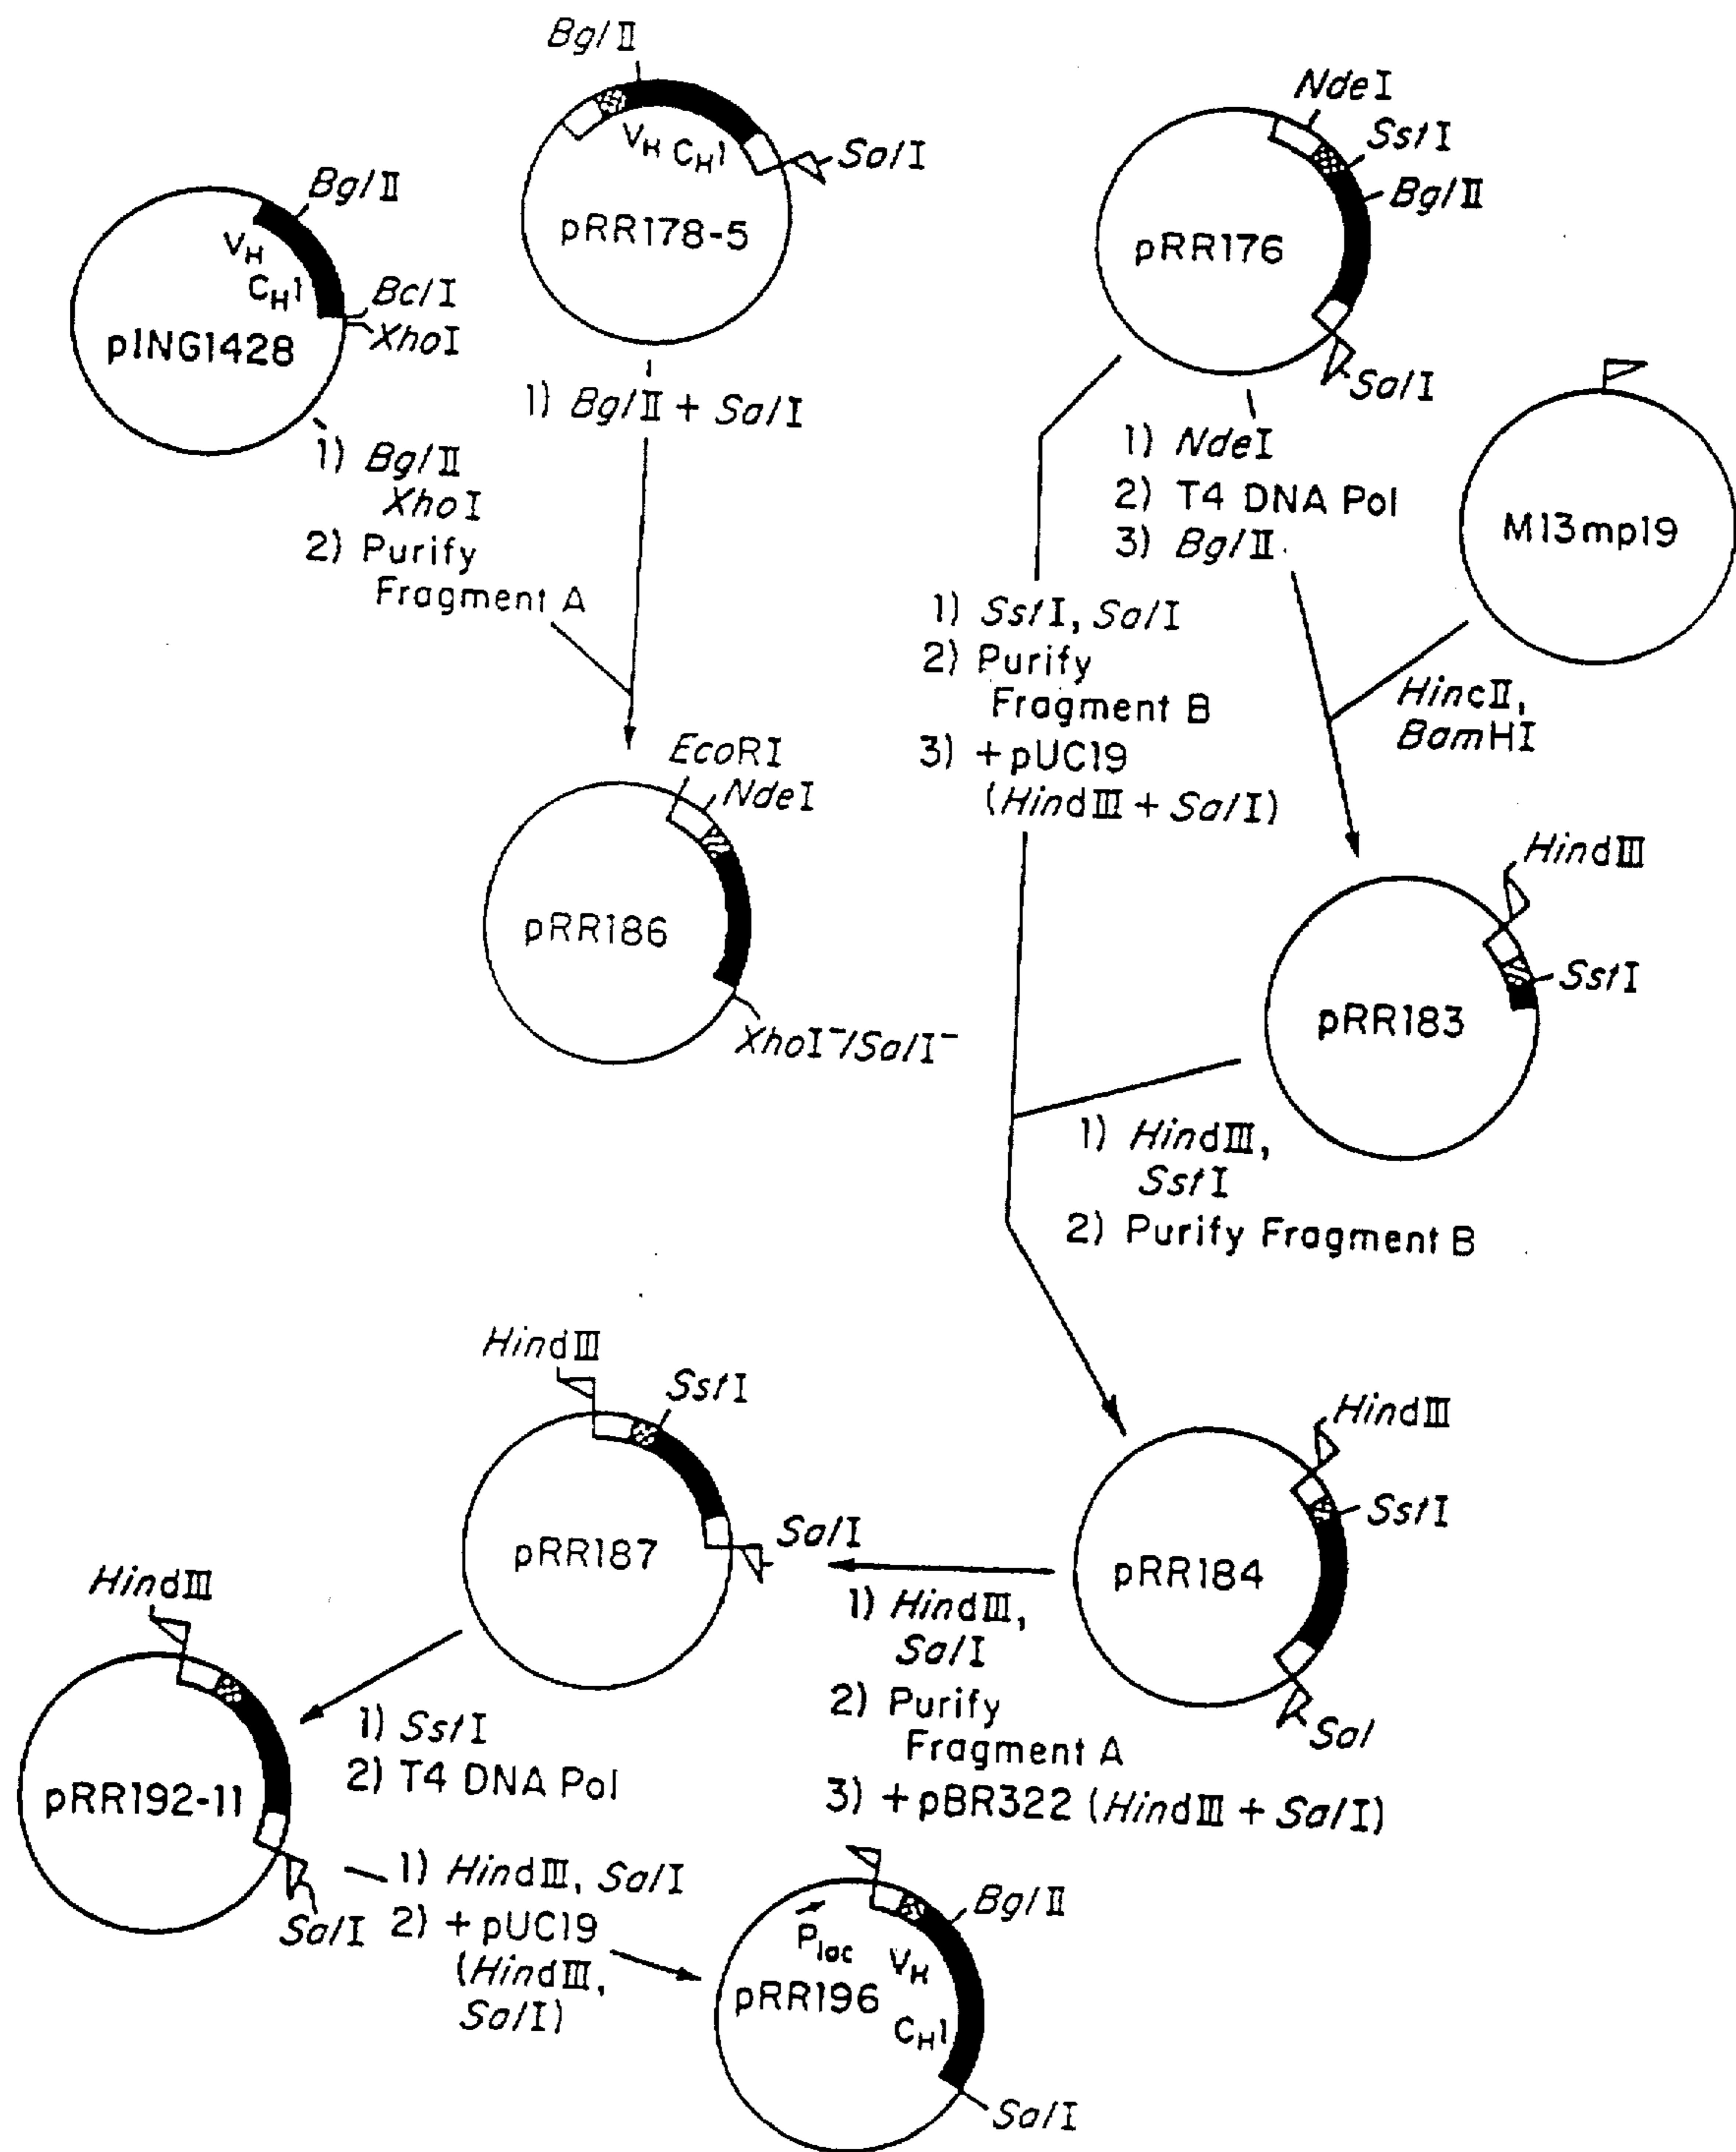 BglII
VH CH1
SalI
pRR178-5
BglII
VH
CH1
BclI
XhoI
pING1428
1) BglII + SalI
1) BglII
XhoI
2) Purify
Fragment A
NdeI
SstI
BglII
pRR176
SalI
1) NdeI
2) T4 DNA Pol
3) BglII
M13mp19
HincII,
BamHI
1) SstI, SalI
2) Purify
Fragment B
3) +pUC19
(HindIII + SalI)
EcoRI
NdeI
pRR186
XhoI⁻/SalI⁻
HindIII
SstI
pRR183
1) HindIII,
SstI
2) Purify Fragment B
HindIII
SstI
pRR184
Sal
1) HindIII,
SalI
2) Purify
Fragment A
3) +pBR322 (HindIII + SalI)
HindIII
SstI
pRR187
SalI
1) SstI
2) T4 DNA Pol
HindIII
pRR192-11
SalI
1) HindIII, SalI
2) +pUC19
(HindIII,
SalI)
BglII
Plac
VH
pRR196
CH1
SalI